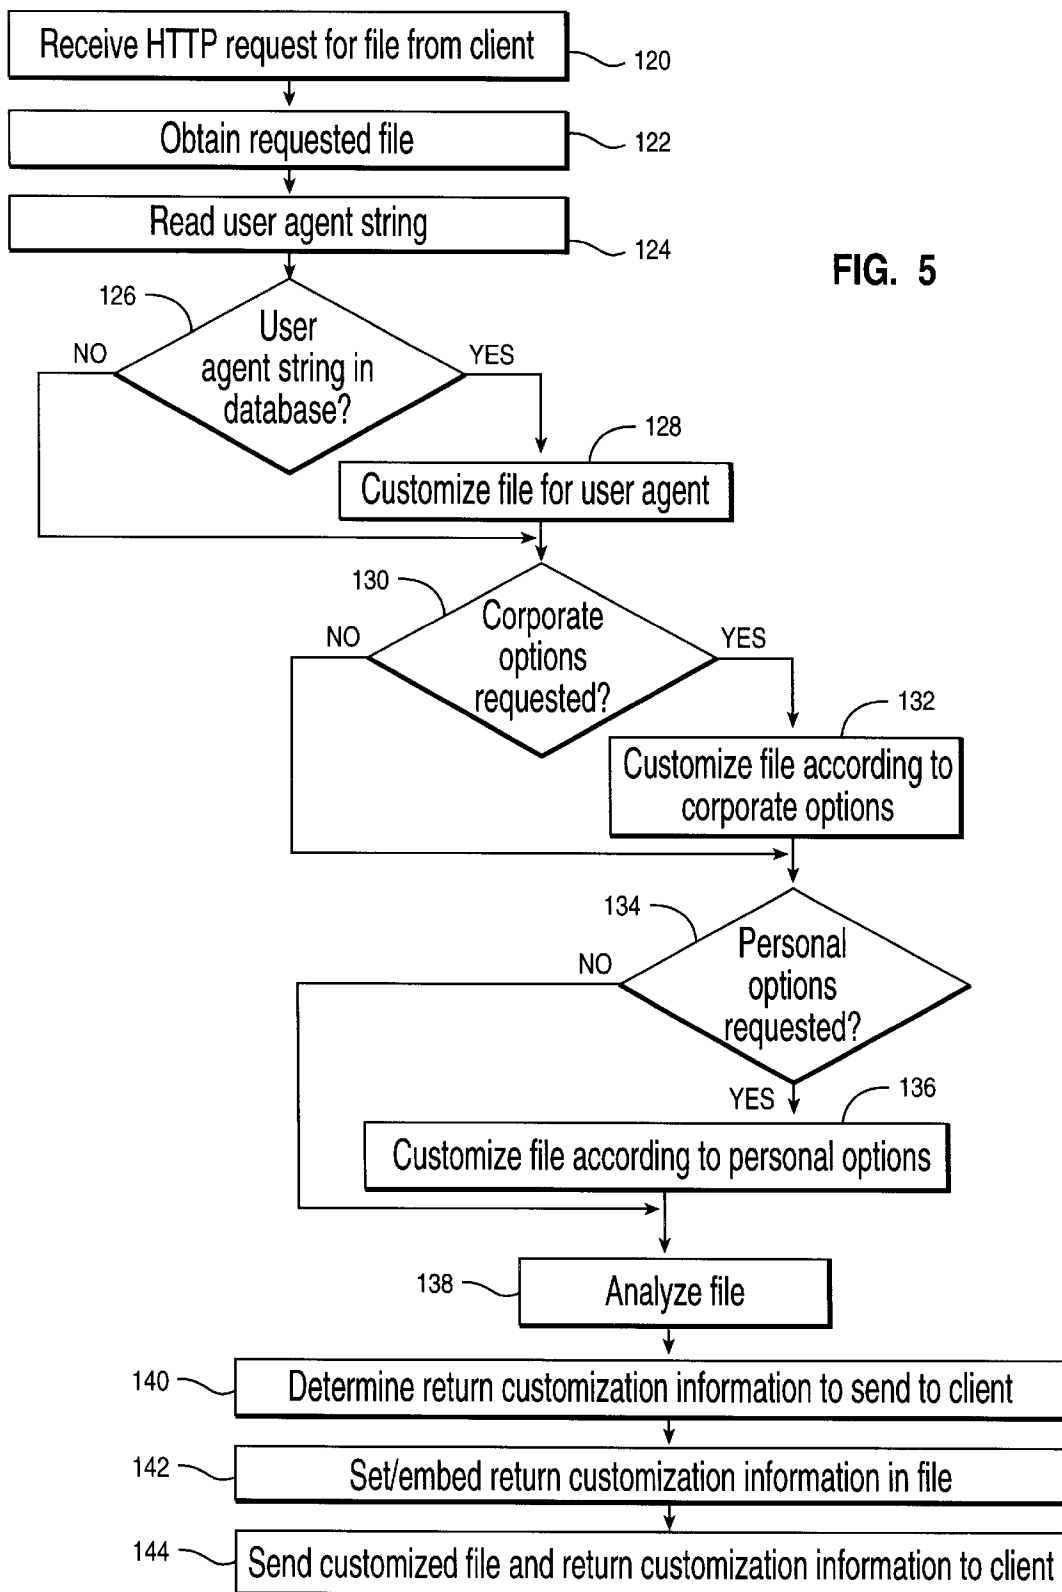 Receive HTTP request for file from client
120
Obtain requested file
122
Read user agent string
124
FIG. 5
126
User
agent string in
database?
NO
YES
128
Customize file for user agent
130
Corporate
options
requested?
NO
YES
132
Customize file according to
corporate options
134
Personal
options
requested?
NO
YES
136
Customize file according to personal options
138
Analyze file
140
Determine return customization information to send to client
142
Set/embed return customization information in file
144
Send customized file and return customization information to client